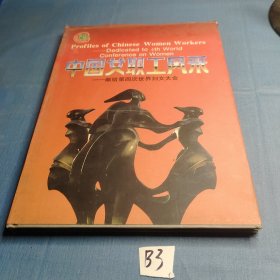 Profiles of Chinese Women Workers
—Dedicated to 4th World
Conference on Women
中国女职工风采
——献给第四次世界妇女大会
B3